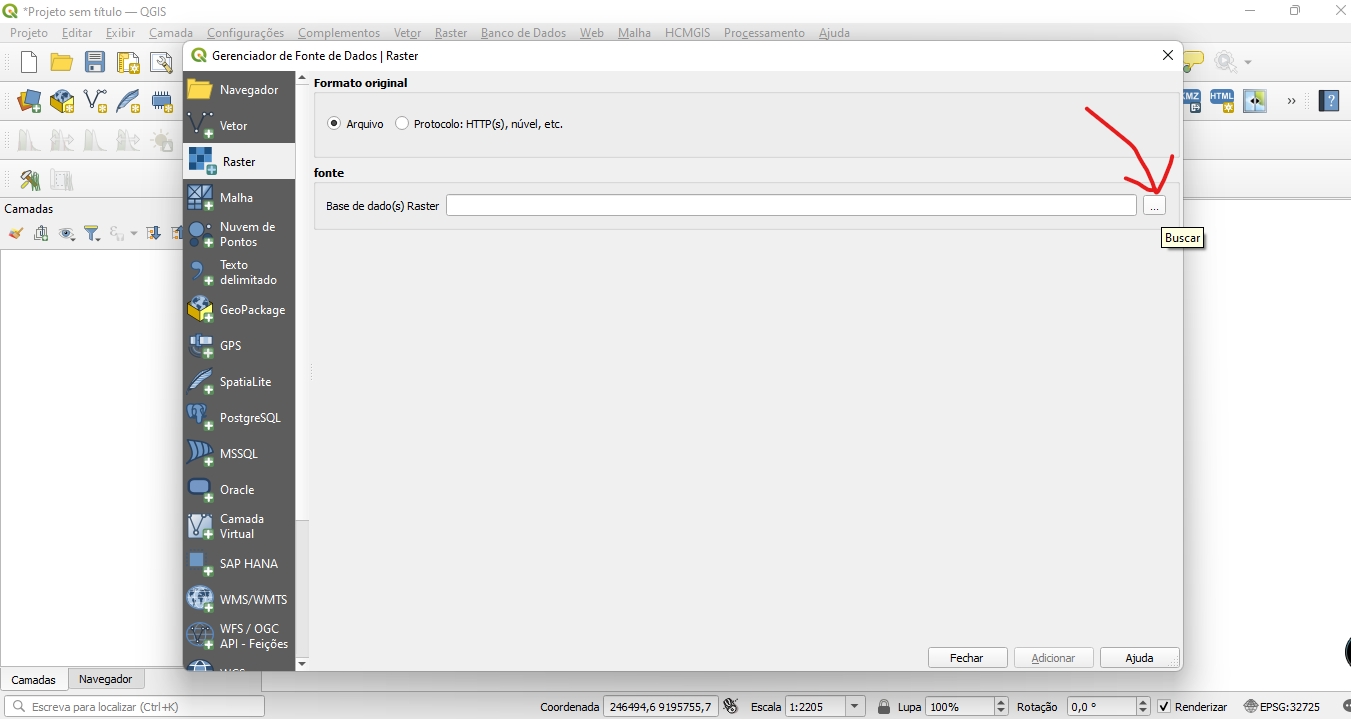 *Projeto sem título — QGIS
Projeto Editar Exibir Camada Configurações Complementos Vetor Raster Banco de Dados Web Malha HCMGIS Processamento Ajuda
Gerenciador de Fonte de Dados | Raster
KMZ HTML
»
?
Camadas
Navegador
Vetor
Raster
Malha
Nuvem de
Pontos
Texto
delimitado
GeoPackage
GPS
SpatiaLite
PostgreSQL
MSSQL
Oracle
Camada
Virtual
SAP HANA
WMS/WMTS
WFS / OGC
API - Feições
Formato original
Arquivo Protocolo: HTTP(s), núvel, etc.
fonte
Base de dado(s) Raster ...
Buscar
Fechar Adicionar Ajuda
Camadas Navegador
Escreva para localizar (Ctrl+K) Coordenada 246494,6 9195755,7 Escala 1:2205 Lupa 100% Rotação 0,0 ° Renderizar EPSG:32725